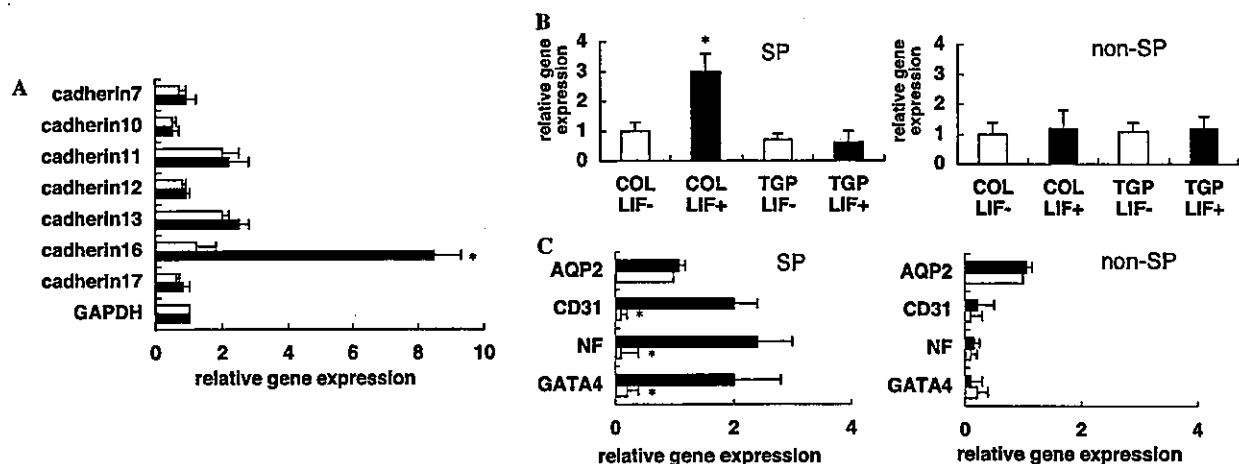 A
cadherin7
cadherin10
cadherin11
cadherin12
cadherin13
cadherin16
cadherin17
GAPDH
*
0 2 4 6 8 10
relative gene expression
B
relative gene
expression
4
3
2
1
0
SP
*
COL LIF-
COL LIF+
TGP LIF-
TGP LIF+
relative gene
expression
4
3
2
1
0
non-SP
COL LIF-
COL LIF+
TGP LIF-
TGP LIF+
C
SP
AQP2
CD31
*
NF
*
GATA4
*
0 2 4
relative gene expression
non-SP
AQP2
CD31
NF
GATA4
0 2 4
relative gene expression